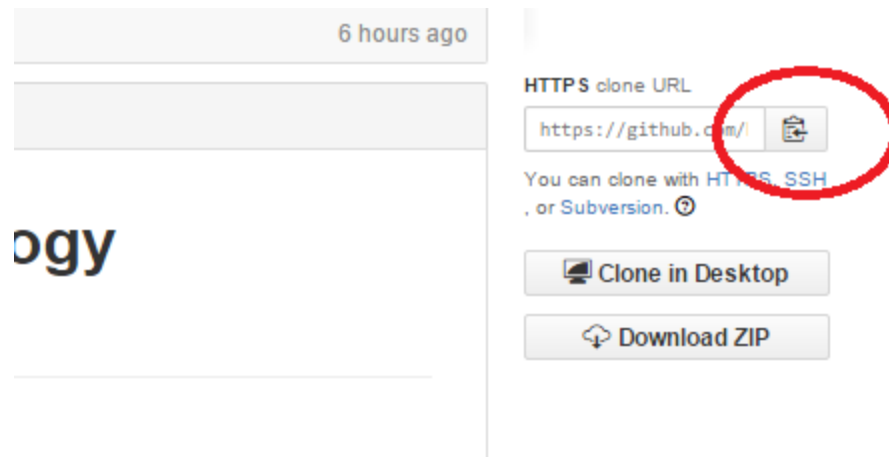 6 hours ago
HTTPS clone URL
https://github.com/
You can clone with HTTPS, SSH
, or Subversion.
ogy
Clone in Desktop
Download ZIP